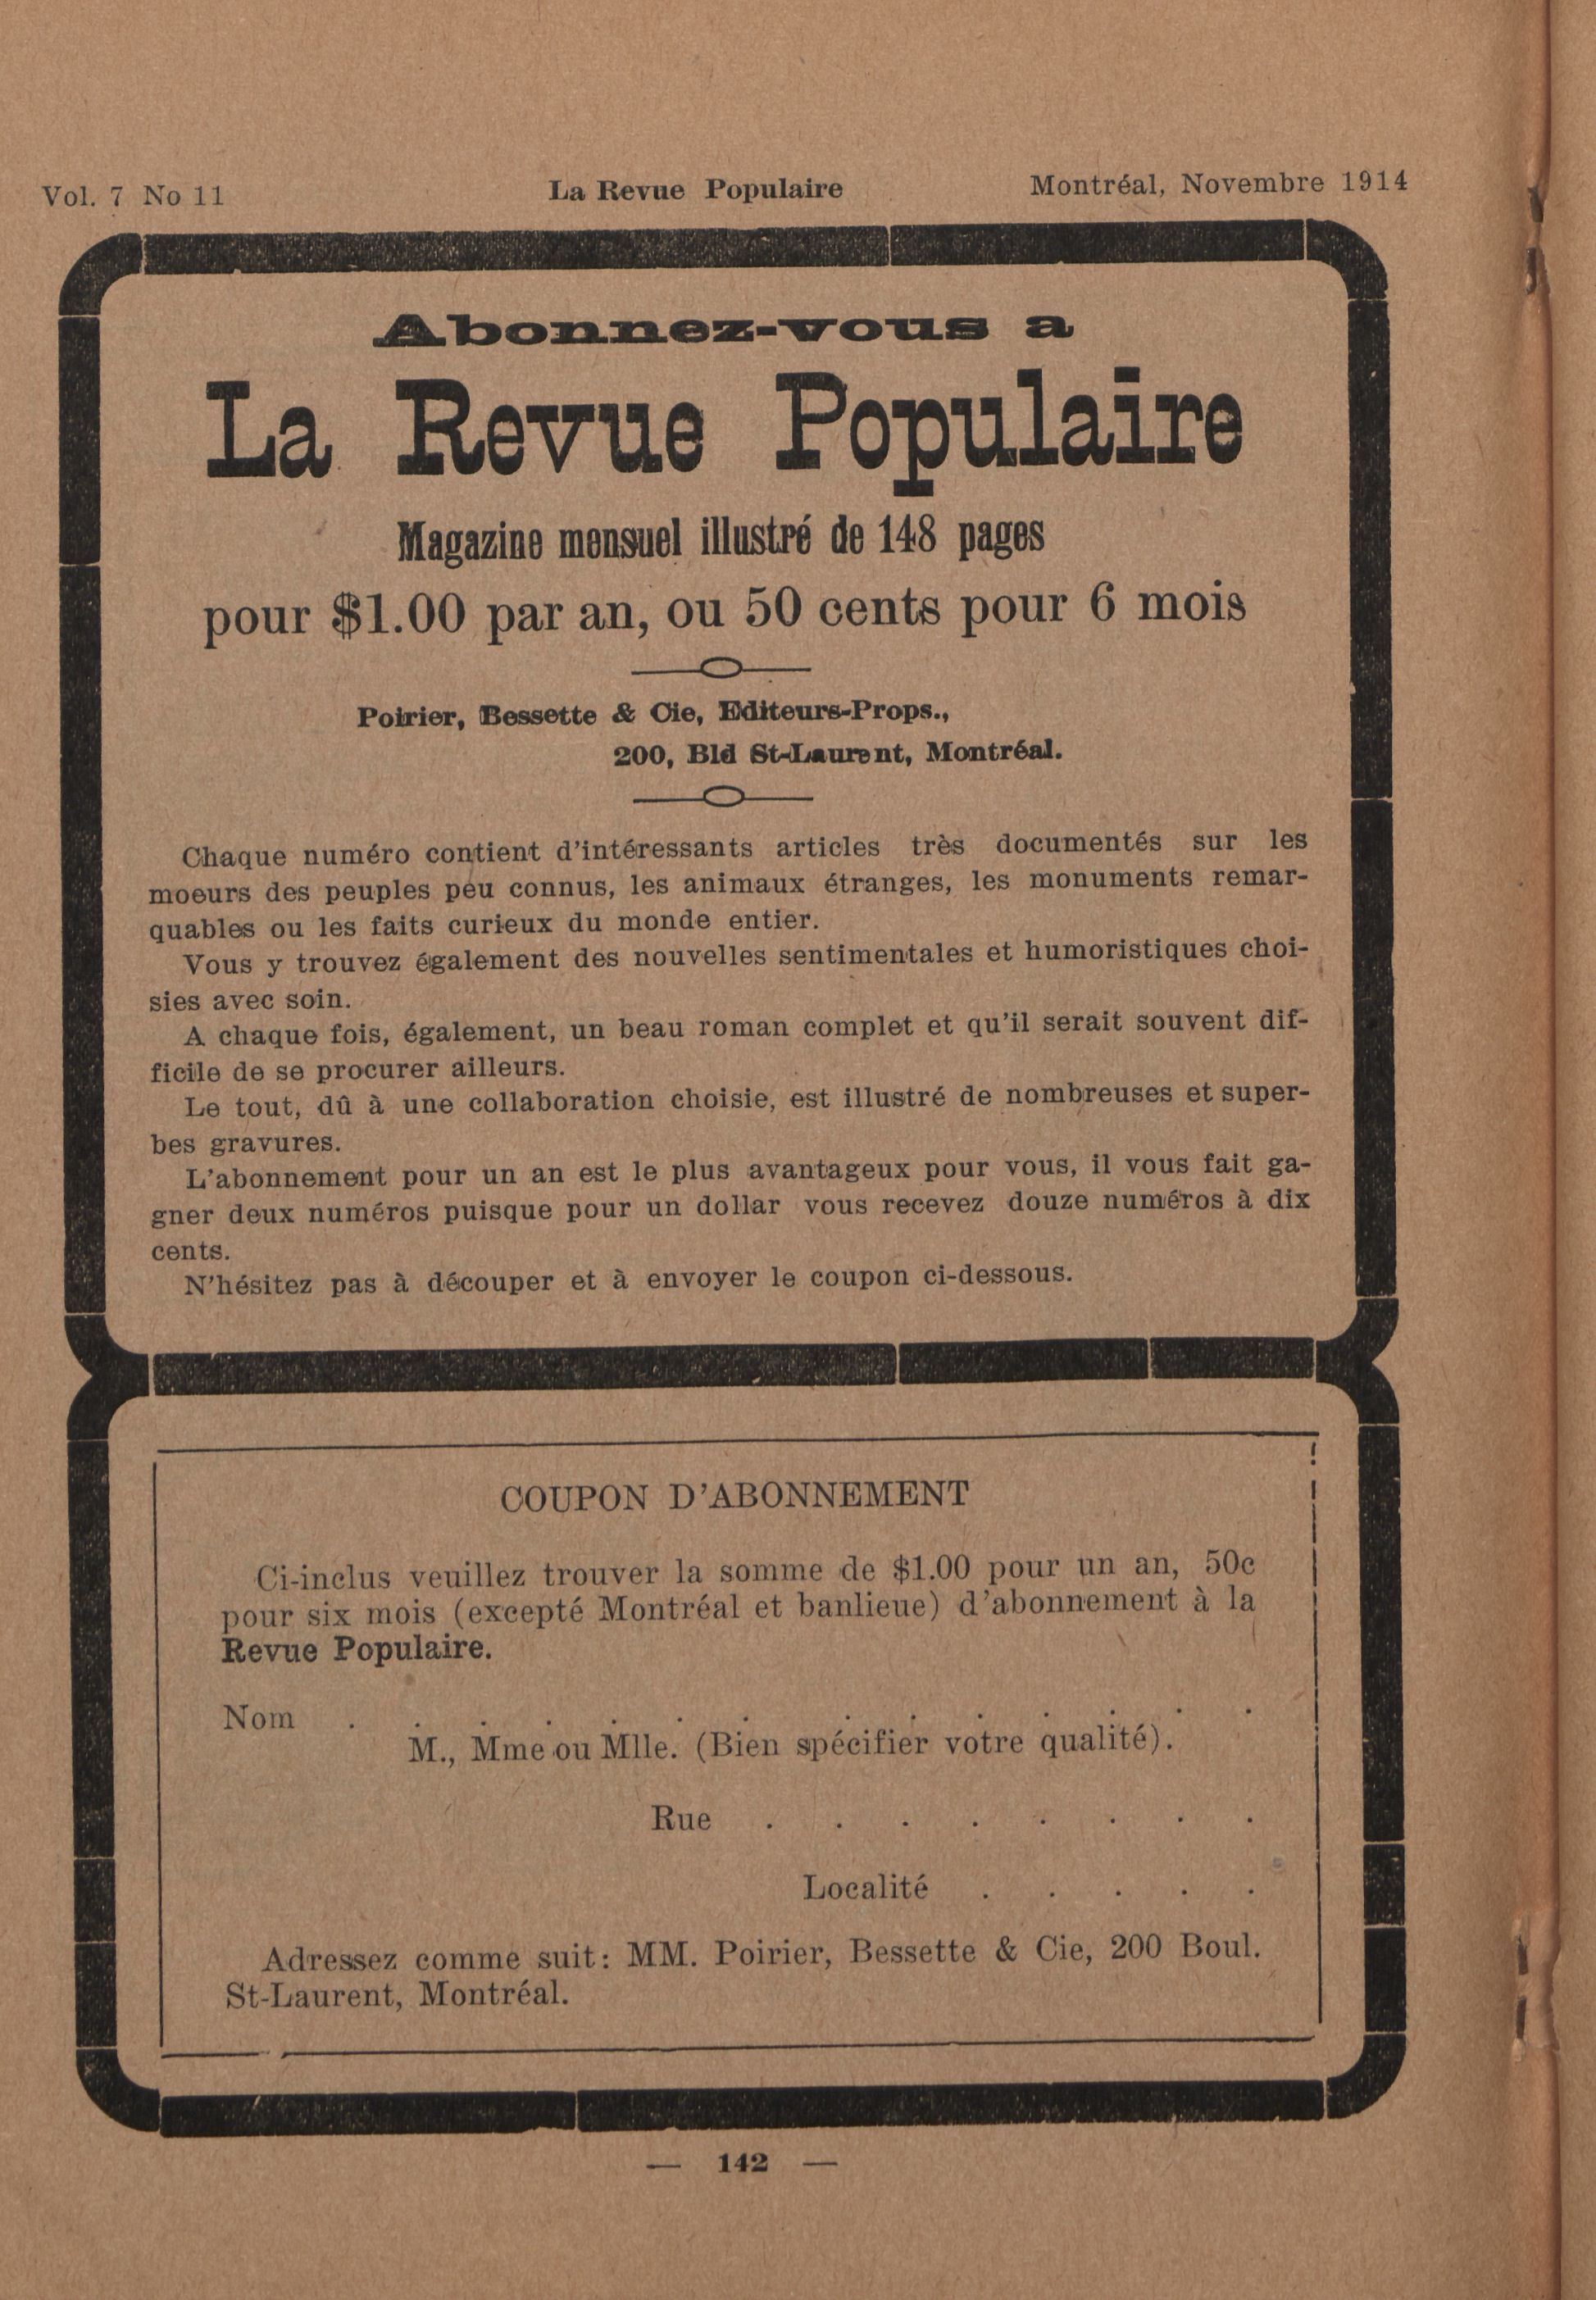 Vol. 7 No 11 La Revue Populaire Montréal, Novembre 1914
Abonnez-vous a
La Revue Populaire
Magazine mensuel illustré de 148 pages
pour $1.00 par an, ou 50 cents pour 6 mois
Poirier, Bessette & Cie, Editeurs-Props.,
200, Bld St-Laurent, Montréal.
Chaque numéro contient d'intéressants articles très documentés sur les
moeurs des peuples peu connus, les animaux étranges, les monuments remar-
quables ou les faits curieux du monde entier.
Vous y trouvez également des nouvelles sentimentales et humoristiques choi-
sies avec soin.
A chaque fois, également, un beau roman complet et qu'il serait souvent dif-
ficile de se procurer ailleurs.
Le tout, dû à une collaboration choisie, est illustré de nombreuses et super-
bes gravures.
L'abonnement pour un an est le plus avantageux pour vous, il vous fait ga-
gner deux numéros puisque pour un dollar vous recevez douze numéros à dix
cents.
N'hésitez pas à découper et à envoyer le coupon ci-dessous.
COUPON D'ABONNEMENT
Ci-inclus veuillez trouver la somme de $1.00 pour un an, 50c
pour six mois (excepté Montréal et banlieue) d'abonnement à la
Revue Populaire.
Nom . . . . . . . . . . . . . . .
M., Mme ou Mlle. (Bien spécifier votre qualité).
Rue . . . . . . . .
Localité . . . . .
Adressez comme suit: MM. Poirier, Bessette & Cie, 200 Boul.
St-Laurent, Montréal.
— 142 —